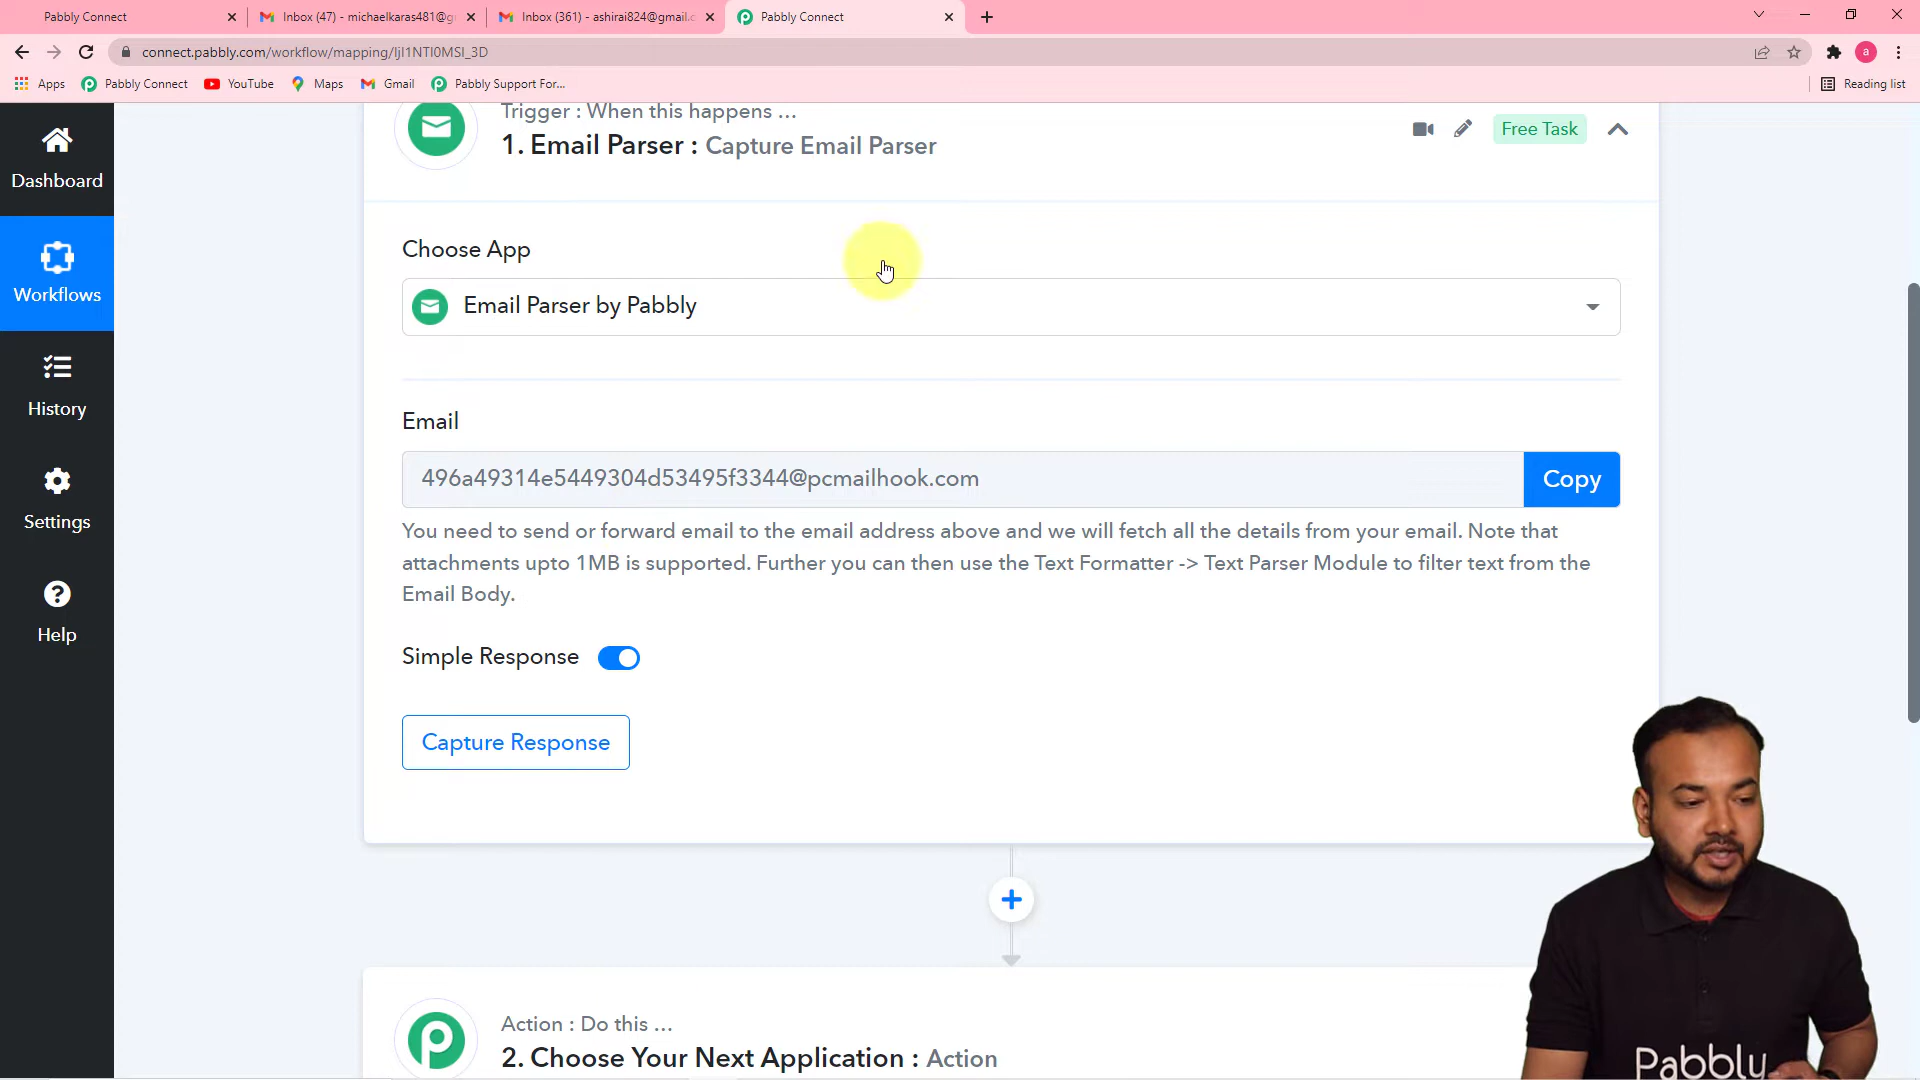 Pabbly Connect
Inbox (47) - michaelkaras481@g
Inbox (361) - ashirai824@gmail.c
Pabbly Connect
connect.pabbly.com/workflow/mapping/IjI1NTI0MSI_3D
a
Apps
Pabbly Connect
YouTube
Maps
Gmail
Pabbly Support For...
Reading list
Dashboard
Workflows
History
Settings
Help
Trigger : When this happens ...
1. Email Parser : Capture Email Parser
Free Task
Choose App
Email Parser by Pabbly
Email
496a49314e5449304d53495f3344@pcmailhook.com
Copy
You need to send or forward email to the email address above and we will fetch all the details from your email. Note that
attachments upto 1MB is supported. Further you can then use the Text Formatter -> Text Parser Module to filter text from the
Email Body.
Simple Response
Capture Response
Action : Do this ...
2. Choose Your Next Application : Action
Pabbly